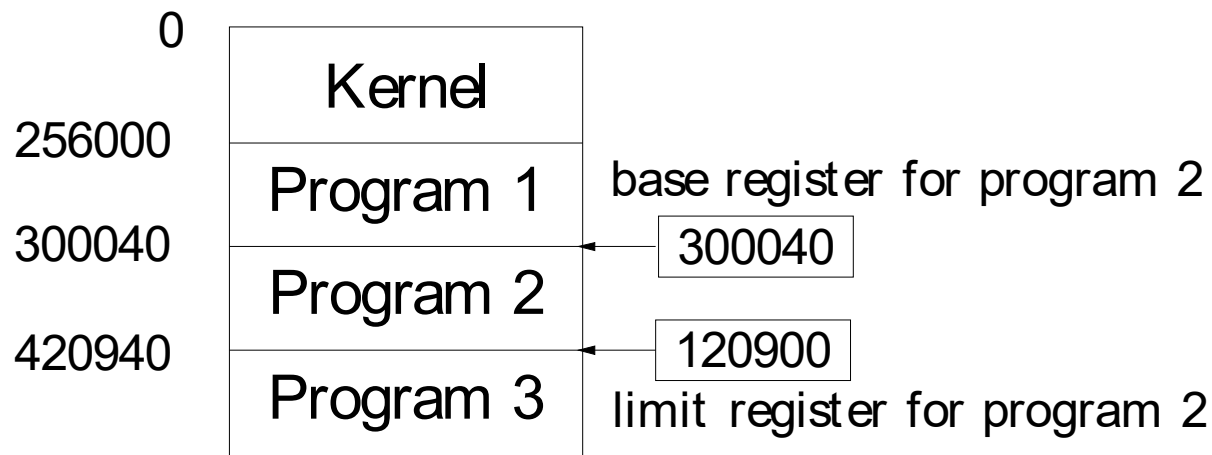 0
Kernel
256000
Program 1
base register for program 2
300040
300040
Program 2
420940
120900
Program 3
limit register for program 2